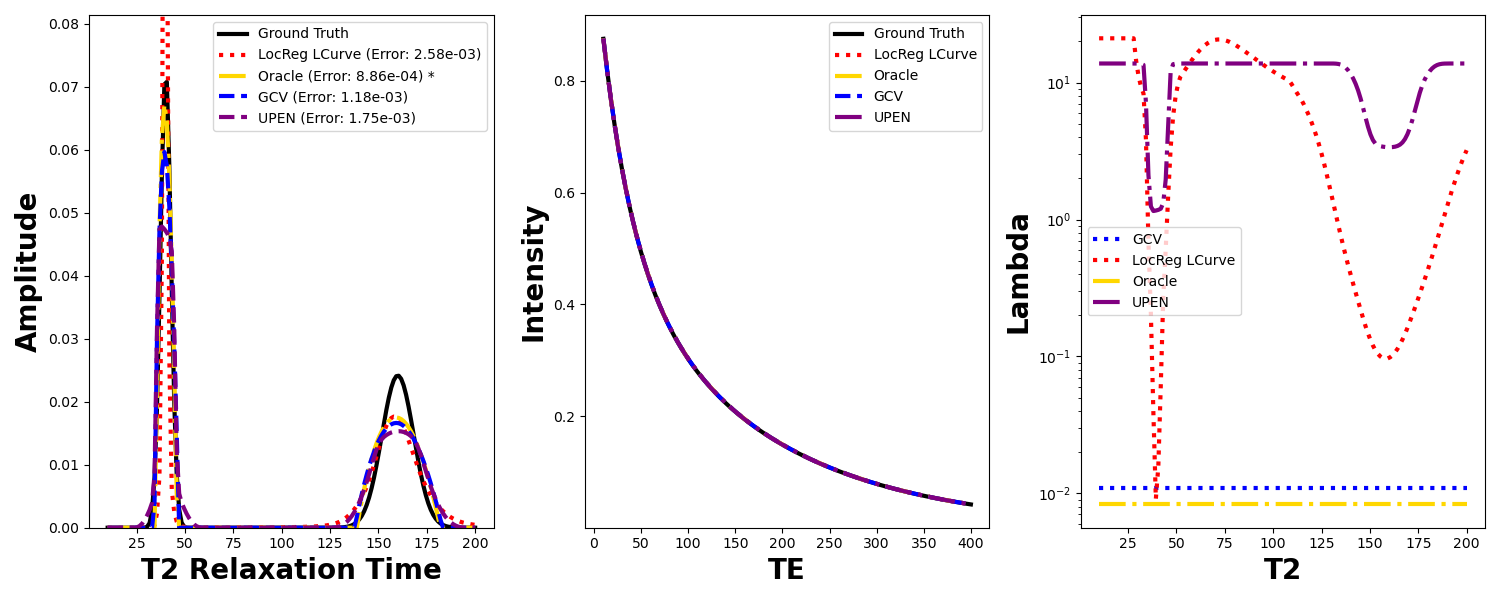 Amplitude
0.08
0.07
0.06
0.05
0.04
0.03
0.02
0.01
0.00
Ground Truth
LocReg LCurve (Error: 2.58e-03)
Oracle (Error: 8.86e-04) *
GCV (Error: 1.18e-03)
UPEN (Error: 1.75e-03)
25 50 75 100 125 150 175 200
T2 Relaxation Time
Intensity
0.8
0.6
0.4
0.2
Ground Truth
LocReg LCurve
Oracle
GCV
UPEN
0 50 100 150 200 250 300 350 400
TE
Lambda
10¹
10⁰
10⁻¹
10⁻²
GCV
LocReg LCurve
Oracle
UPEN
25 50 75 100 125 150 175 200
T2